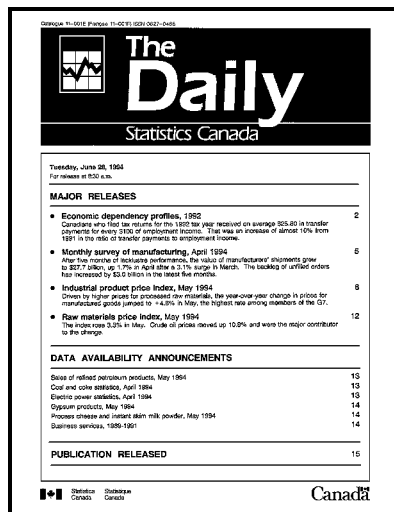 Catalogue 11-001E (Français 11-001F) ISSN 0827-0465
The
Daily
Statistics Canada
Tuesday, June 28, 1994
For release at 8:30 a.m.
MAJOR RELEASES
• Economic dependency profiles, 1992 2
Canadians who filed tax returns for the 1992 tax year received on average $25.80 in transfer
payments for every $100 of employment income. That was an increase of almost 10% from
1991 in the ratio of transfer payments to employment income.
• Monthly survey of manufacturing, April 1994 5
After five months of lacklustre performance, the value of manufacturers' shipments grew
to $27.7 billion, up 1.7% in April after a 3.1% surge in March. The backlog of unfilled orders
has increased by $3.0 billion in the latest five months.
• Industrial product price index, May 1994 8
Driven by higher prices for processed raw materials, the year-over-year change in prices for
manufactured goods jumped to +4.8% in May, the highest rate among members of the G7.
• Raw materials price index, May 1994 12
The index rose 3.3% in May. Crude oil prices moved up 10.8% and were the major contributor
to the change.
DATA AVAILABILITY ANNOUNCEMENTS
Sales of refined petroleum products, May 1994 13
Coal and coke statistics, April 1994 13
Electric power statistics, April 1994 13
Gypsum products, May 1994 14
Process cheese and instant skim milk powder, May 1994 14
Business services, 1989-1991 14
PUBLICATION RELEASED 15
Statistics Statistique
Canada Canada
Canada